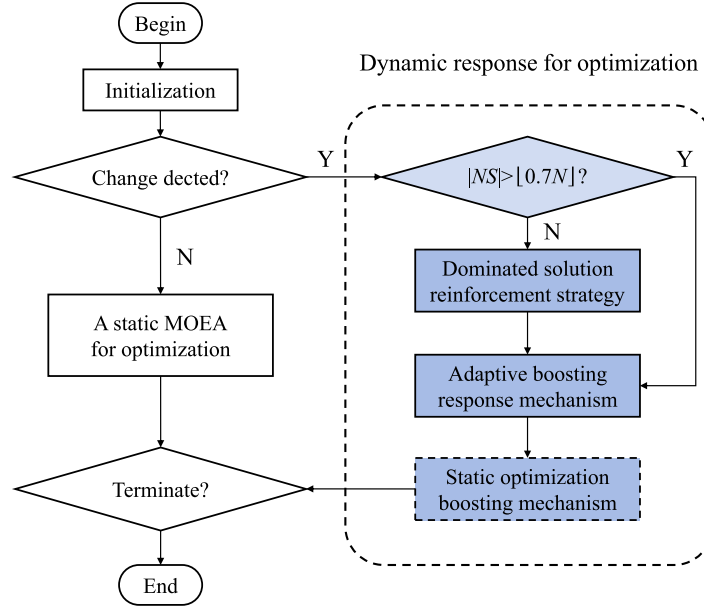 Begin
Initialization
Change dected?
Y
N
A static MOEA
for optimization
Terminate?
End
Dynamic response for optimization
|NS|>⌊0.7N⌋?
Y
N
Dominated solution
reinforcement strategy
Adaptive boosting
response mechanism
Static optimization
boosting mechanism